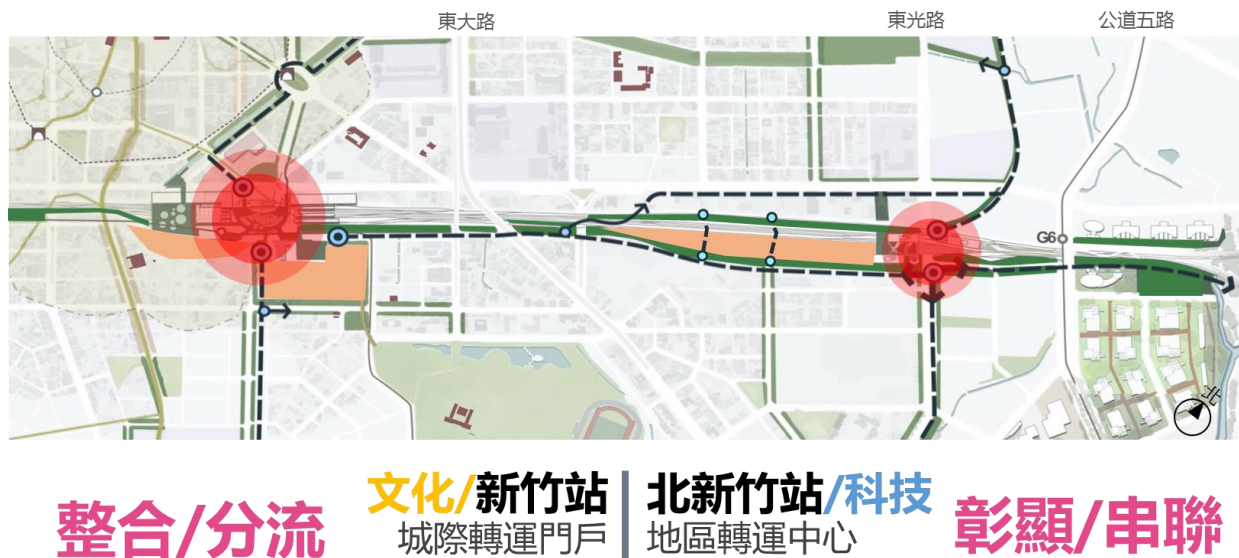 東大路
東光路
公道五路
G6
北
整合/分流
文化/新竹站
城際轉運門戶
北新竹站/科技
地區轉運中心
彰顯/串聯